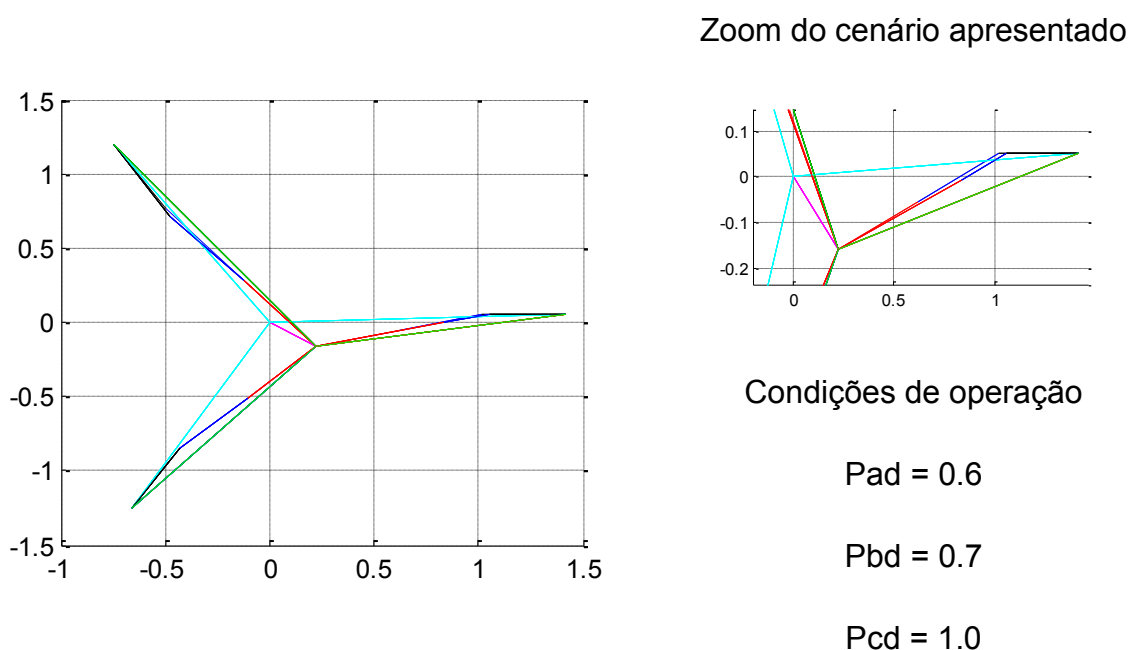 Zoom do cenário apresentado
1.5
1
0.5
0
-0.5
-1
-1.5
-1 -0.5 0 0.5 1 1.5
0.1
0
-0.1
-0.2
0 0.5 1
Condições de operação
Pad = 0.6
Pbd = 0.7
Pcd = 1.0